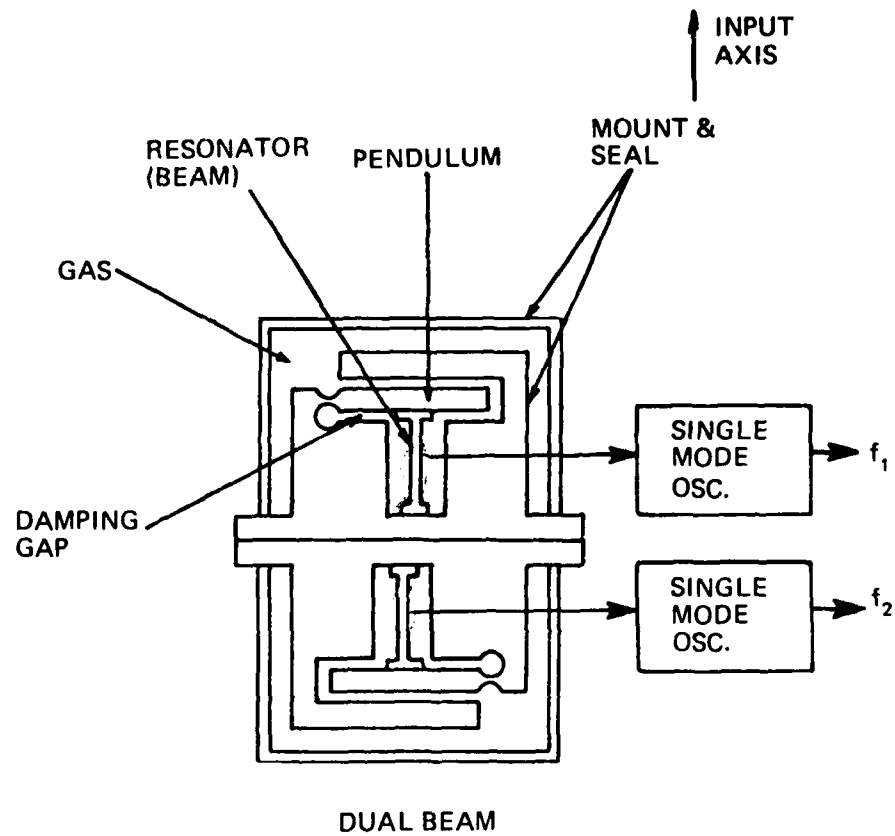 INPUT
AXIS
MOUNT &
SEAL
RESONATOR
(BEAM)
PENDULUM
GAS
SINGLE
MODE
OSC.
f₁
DAMPING
GAP
SINGLE
MODE
OSC.
f₂
DUAL BEAM